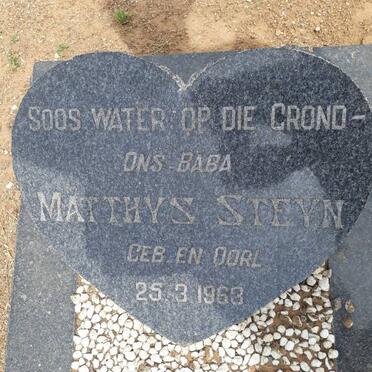 SOOS WATER OP DIE GROND -
ONS BABA
MATTHYS STEYN
GEB EN OORL
25.3.1968